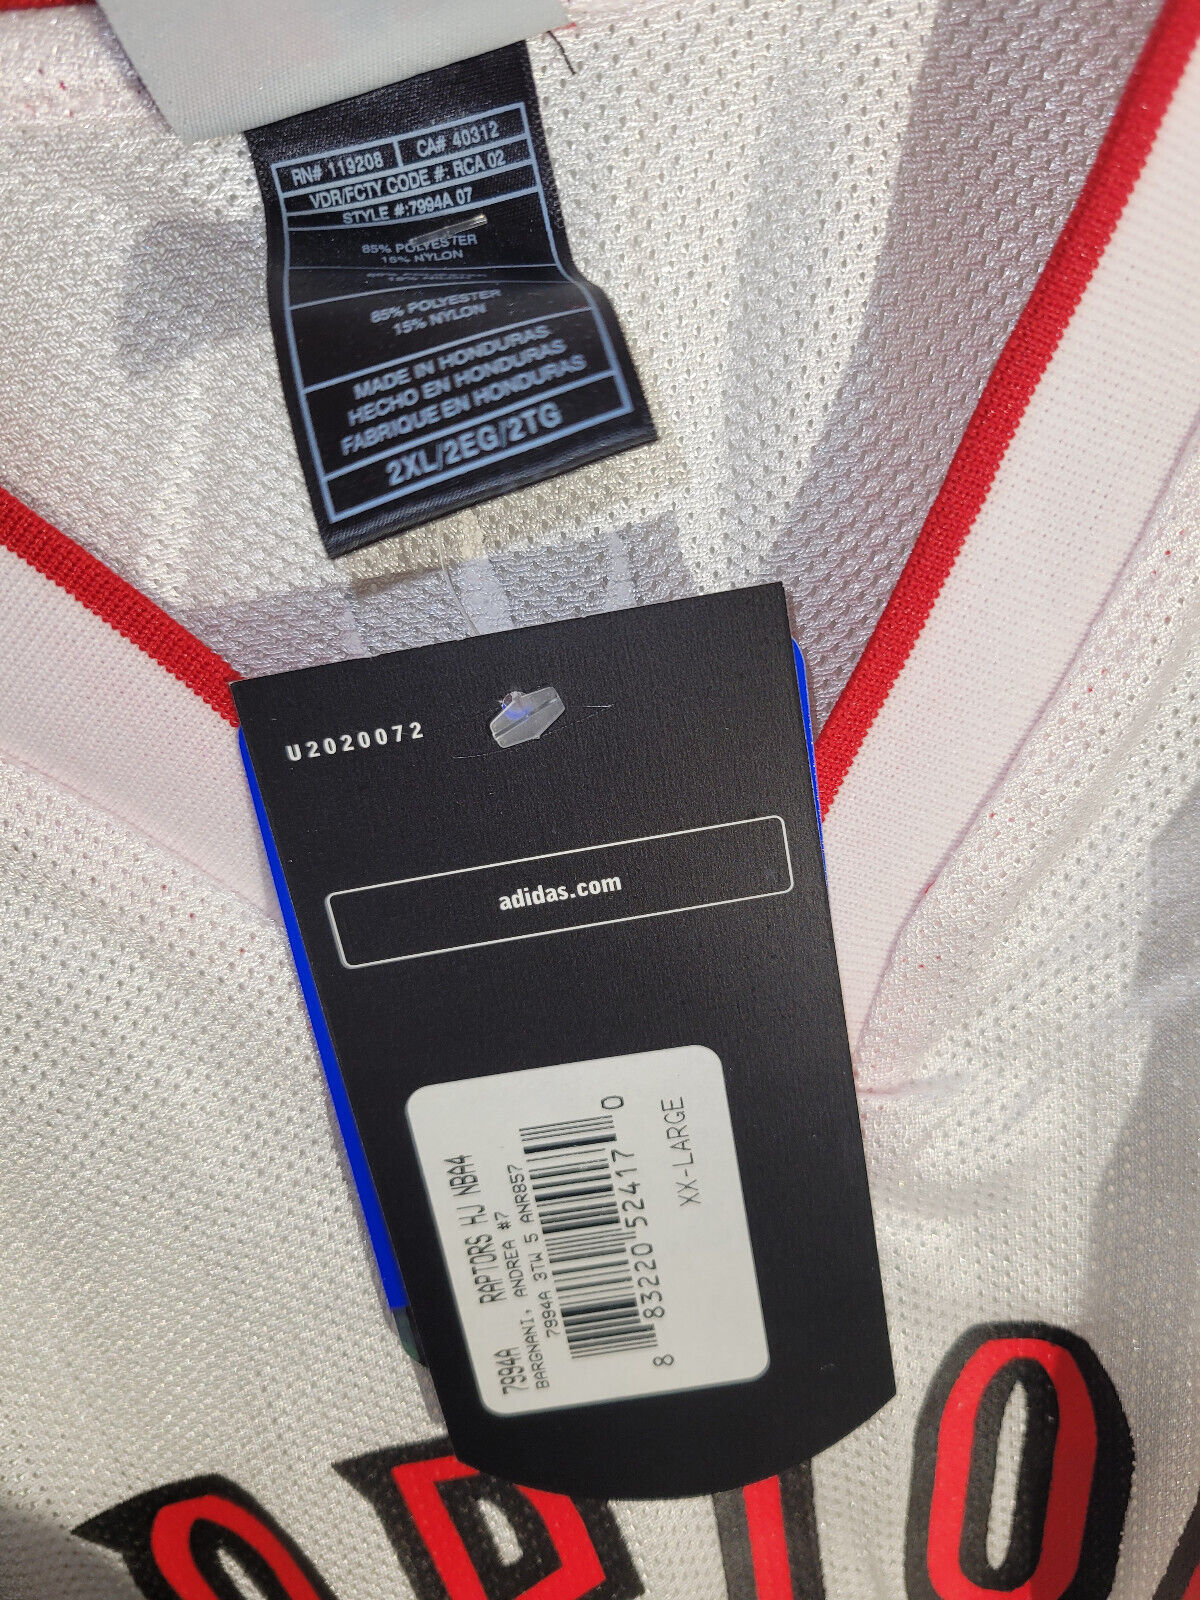 RN# 119208 CA# 40312
VDR/FCTY CODE #: RCA 02
STYLE #:7994A 07
85% POLYESTER
15% NYLON
85% POLYESTER
15% NYLON
MADE IN HONDURAS
HECHO EN HONDURAS
FABRIQUE EN HONDURAS
2XL/2EG/2TG
U2020072
adidas.com
7994A RAPTORS HJ NBA4
BARGNANI, ANDREA #7
7994A 3TW 5 ANR857
8 83220 52417 0
XX-LARGE